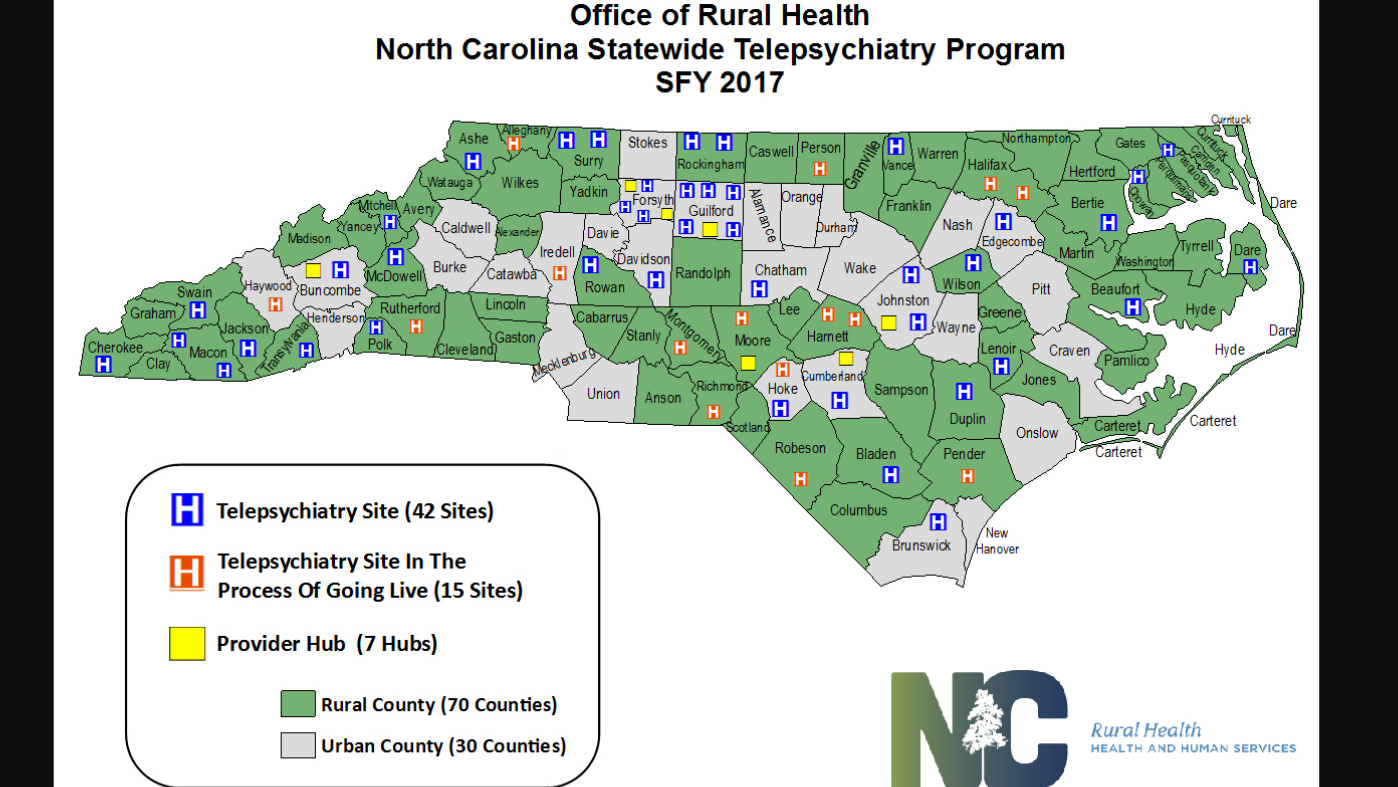 Office of Rural Health
North Carolina Statewide Telepsychiatry Program
SFY 2017
Currituck
Ashe
Alleghany
Surry
Stokes
Rockingham
Caswell
Person
Granville
Vance
Warren
Northampton
Halifax
Gates
Hertford
Currituck
Camden
Pasquotank
Perquimans
Chowan
Watauga
Wilkes
Yadkin
Forsyth
Guilford
Alamance
Orange
Durham
Franklin
Bertie
Dare
Mitchell
Avery
Yancey
Caldwell
Alexander
Davie
Iredell
Nash
Edgecombe
Martin
Washington
Tyrrell
Dare
Madison
Buncombe
McDowell
Burke
Catawba
Davidson
Rowan
Randolph
Chatham
Wake
Johnston
Wilson
Pitt
Beaufort
Hyde
Haywood
Swain
Graham
Henderson
Rutherford
Lincoln
Cabarrus
Lee
Wayne
Greene
Dare
Cherokee
Clay
Macon
Jackson
Transylvania
Polk
Cleveland
Gaston
Mecklenburg
Stanly
Montgomery
Moore
Harnett
Lenoir
Craven
Pamlico
Hyde
Union
Anson
Richmond
Hoke
Cumberland
Sampson
Duplin
Jones
Scotland
Onslow
Carteret
Carteret
Carteret
Robeson
Bladen
Pender
Columbus
Brunswick
New
Hanover
H Telepsychiatry Site (42 Sites)
H Telepsychiatry Site In The
Process Of Going Live (15 Sites)
Provider Hub (7 Hubs)
Rural County (70 Counties)
Urban County (30 Counties)
NC
Rural Health
HEALTH AND HUMAN SERVICES